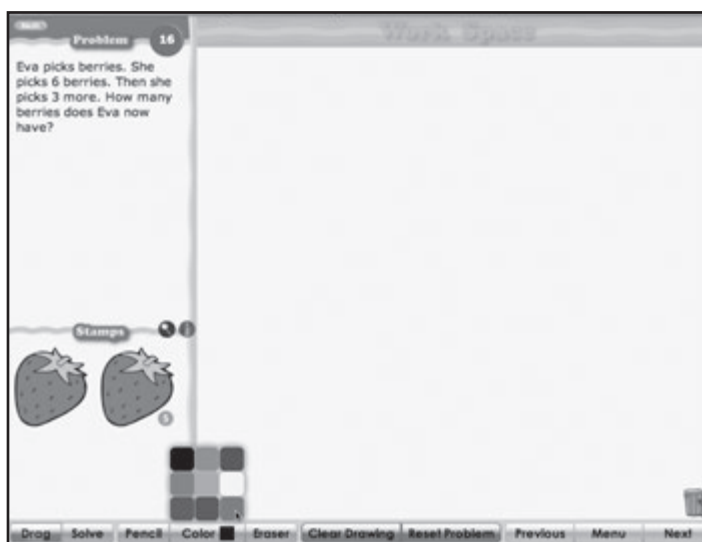 Problem 16
Work Space
Eva picks berries. She
picks 6 berries. Then she
picks 3 more. How many
berries does Eva now
have?
Stamps
Drag Solve Pencil Color Eraser Clear Drawing Reset Problem Previous Menu Next